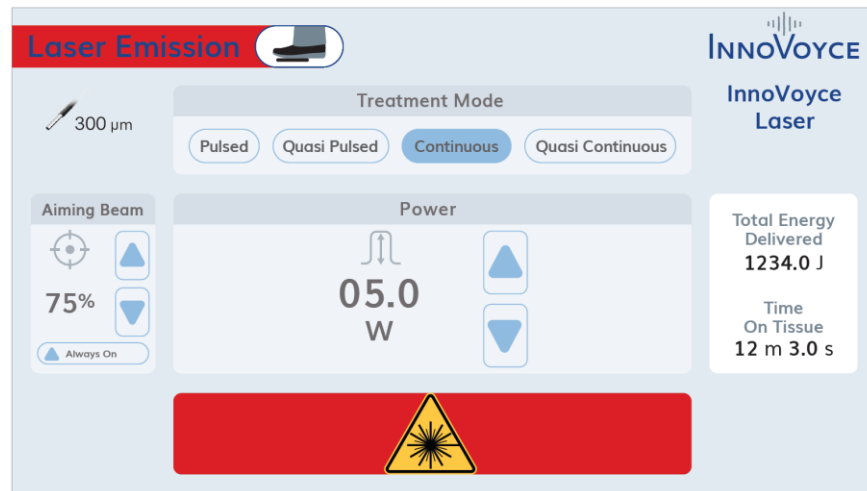 Laser Emission
INNOVOYCE
300 µm
Treatment Mode
Pulsed
Quasi Pulsed
Continuous
Quasi Continuous
InnoVoyce
Laser
Aiming Beam
75%
Always On
Power
05.0
W
Total Energy
Delivered
1234.0 J
Time
On Tissue
12 m 3.0 s